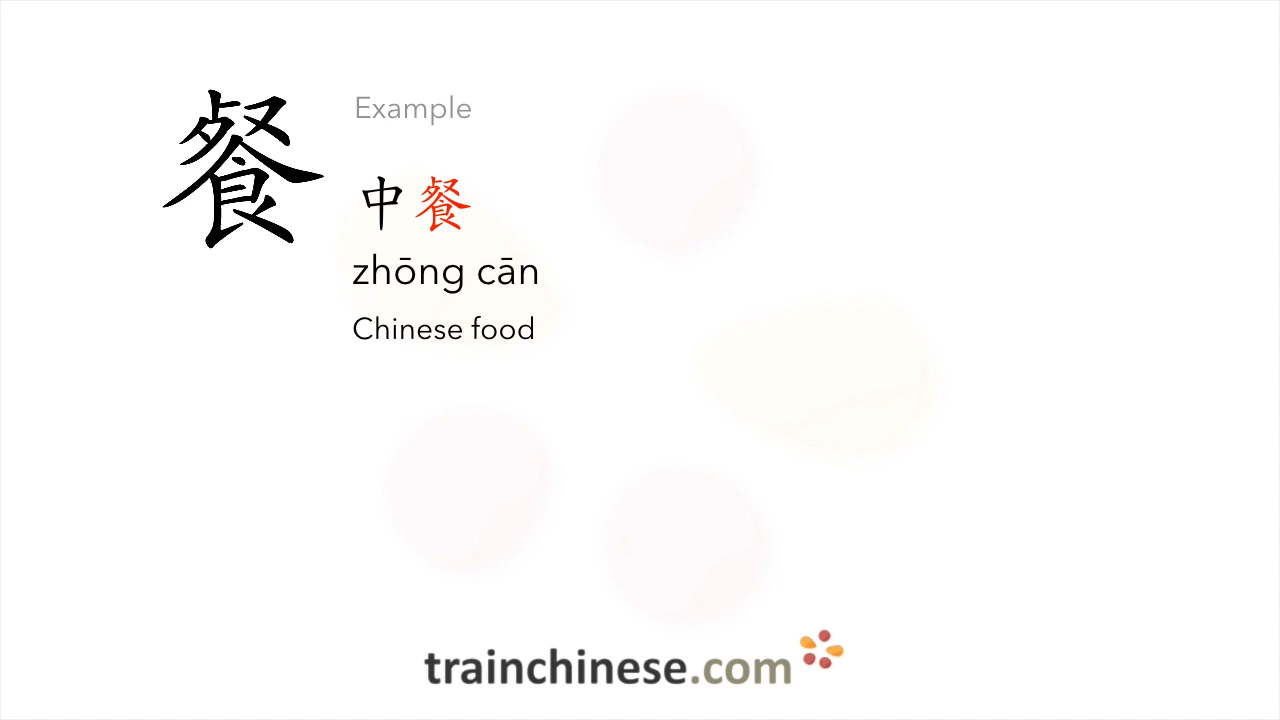 餐
Example
中餐
zhōng cān
Chinese food
trainchinese.com